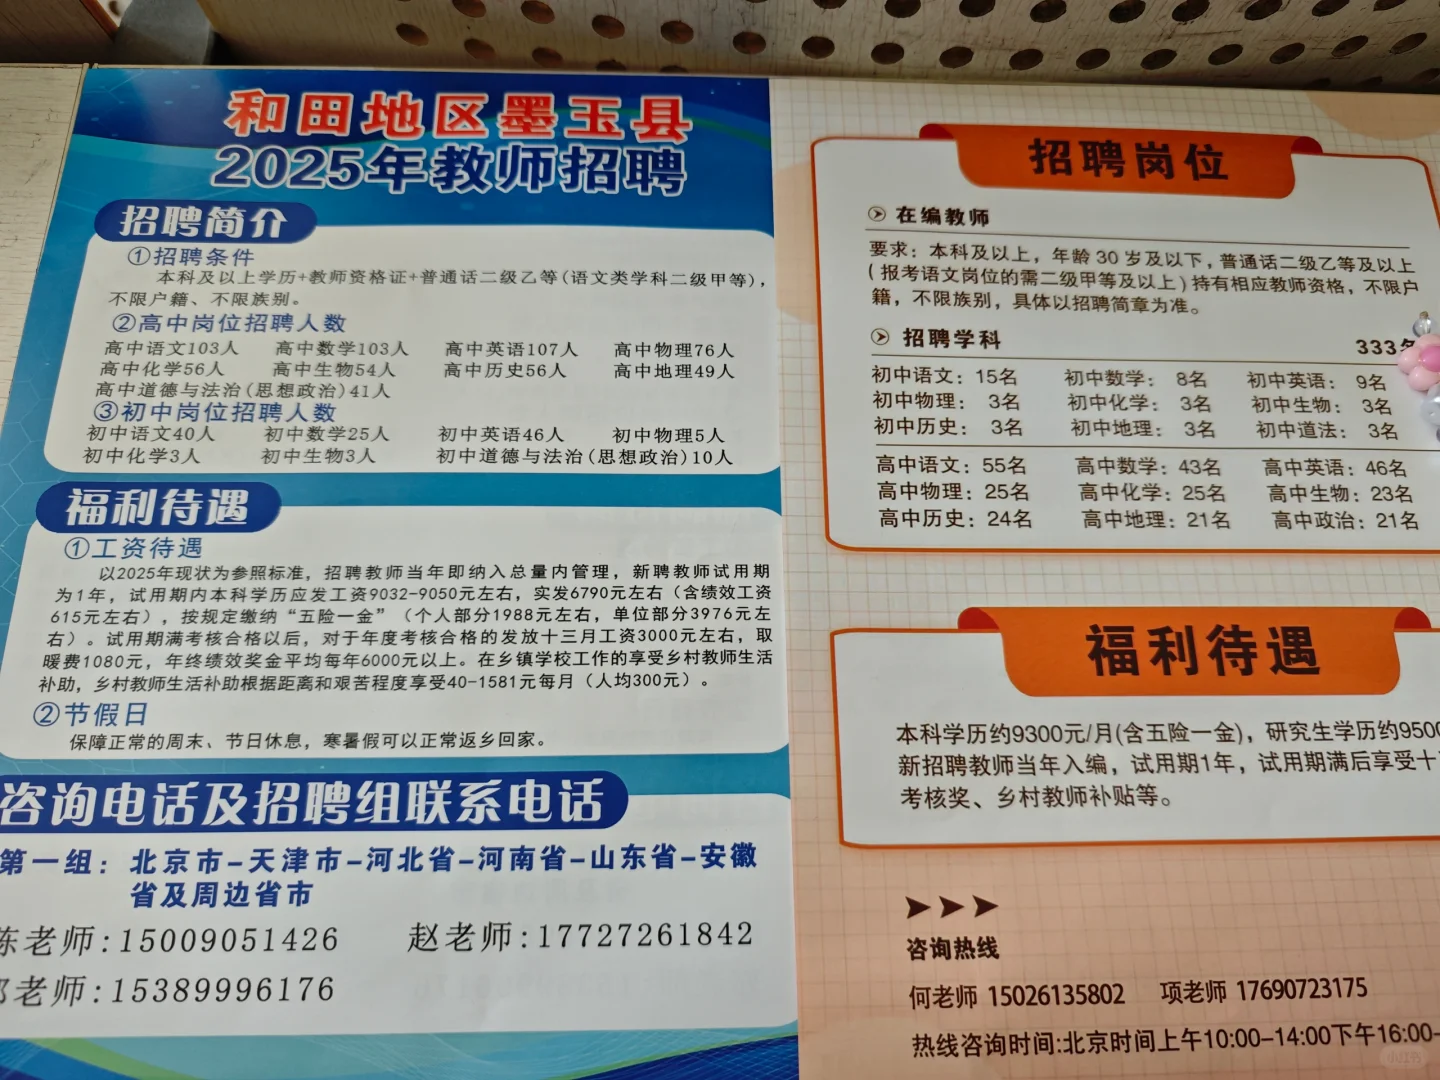 和田地区墨玉县
2025年教师招聘
招聘简介
①招聘条件
本科及以上学历+教师资格证+普通话二级乙等(语文类学科二级甲等),
不限户籍、不限族别。
②高中岗位招聘人数
高中语文103人 高中数学103人 高中英语107人 高中物理76人
高中化学56人 高中生物54人 高中历史56人 高中地理49人
高中道德与法治(思想政治)41人
③初中岗位招聘人数
初中语文40人 初中数学25人 初中英语46人 初中物理5人
初中化学3人 初中生物3人 初中道德与法治(思想政治)10人
福利待遇
①工资待遇
以2025年现状为参照标准，招聘教师当年即纳入总量内管理，新聘教师试用期
为1年，试用期内本科学历应发工资9032-9050元左右，实发6790元左右（含绩效工资
615元左右），按规定缴纳“五险一金”（个人部分1988元左右，单位部分3976元左
右）。试用期满考核合格以后，对于年度考核合格的发放十三月工资3000元左右，取
暖费1080元，年终绩效奖金平均每年6000元以上。在乡镇学校工作的享受乡村教师生活
补助，乡村教师生活补助根据距离和艰苦程度享受40-1581元每月（人均300元）。
②节假日
保障正常的周末、节日休息，寒暑假可以正常返乡回家。
咨询电话及招聘组联系电话
第一组：北京市-天津市-河北省-河南省-山东省-安徽
省及周边省市
陈老师:15009051426 赵老师:17727261842
老师:15389996176
招聘岗位
在编教师
要求：本科及以上，年龄 30 岁及以下，普通话二级乙等及以上
（报考语文岗位的需二级甲等及以上）持有相应教师资格，不限户
籍，不限族别，具体以招聘简章为准。
招聘学科 333名
初中语文：15名 初中数学：8名 初中英语：9名
初中物理：3名 初中化学：3名 初中生物：3名
初中历史：3名 初中地理：3名 初中道法：3名
高中语文：55名 高中数学：43名 高中英语：46名
高中物理：25名 高中化学：25名 高中生物：23名
高中历史：24名 高中地理：21名 高中政治：21名
福利待遇
本科学历约9300元/月(含五险一金)，研究生学历约9500
新招聘教师当年入编，试用期1年，试用期满后享受十
考核奖、乡村教师补贴等。
咨询热线
何老师 15026135802 项老师 17690723175
热线咨询时间:北京时间上午10:00-14:00下午16:00-
小红书